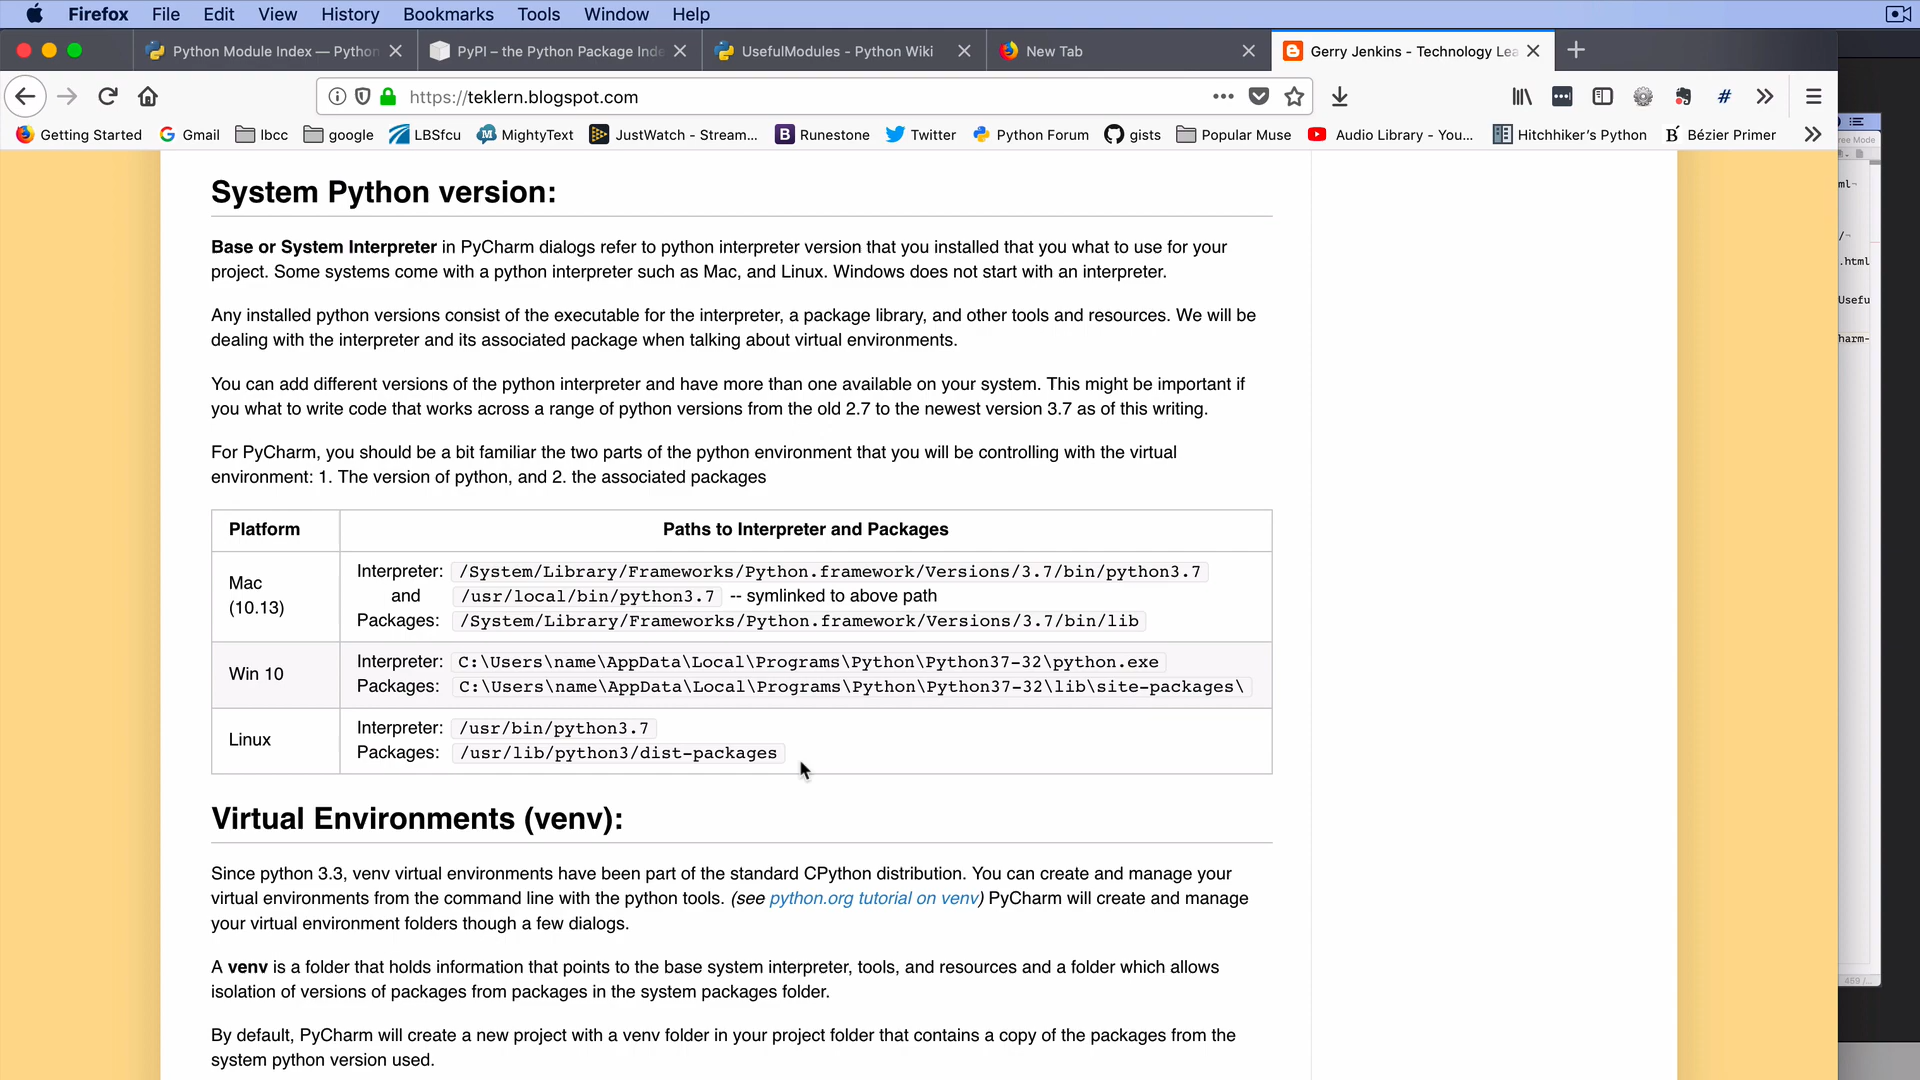 Firefox File Edit View History Bookmarks Tools Window Help
Python Module Index — Python PyPI – the Python Package Inde UsefulModules - Python Wiki New Tab Gerry Jenkins - Technology Lea
https://teklern.blogspot.com
Getting Started Gmail lbcc google LBSfcu MightyText JustWatch - Stream... Runestone Twitter Python Forum gists Popular Muse Audio Library - You... Hitchhiker's Python Bézier Primer
System Python version:
Base or System Interpreter in PyCharm dialogs refer to python interpreter version that you installed that you what to use for your
project. Some systems come with a python interpreter such as Mac, and Linux. Windows does not start with an interpreter.
Any installed python versions consist of the executable for the interpreter, a package library, and other tools and resources. We will be
dealing with the interpreter and its associated package when talking about virtual environments.
You can add different versions of the python interpreter and have more than one available on your system. This might be important if
you what to write code that works across a range of python versions from the old 2.7 to the newest version 3.7 as of this writing.
For PyCharm, you should be a bit familiar the two parts of the python environment that you will be controlling with the virtual
environment: 1. The version of python, and 2. the associated packages
Platform Paths to Interpreter and Packages
Mac
(10.13)
Interpreter: /System/Library/Frameworks/Python.framework/Versions/3.7/bin/python3.7
and /usr/local/bin/python3.7 -- symlinked to above path
Packages: /System/Library/Frameworks/Python.framework/Versions/3.7/bin/lib
Win 10
Interpreter: C:\Users\name\AppData\Local\Programs\Python\Python37-32\python.exe
Packages: C:\Users\name\AppData\Local\Programs\Python\Python37-32\lib\site-packages\
Linux
Interpreter: /usr/bin/python3.7
Packages: /usr/lib/python3/dist-packages
Virtual Environments (venv):
Since python 3.3, venv virtual environments have been part of the standard CPython distribution. You can create and manage your
virtual environments from the command line with the python tools. (see python.org tutorial on venv) PyCharm will create and manage
your virtual environment folders though a few dialogs.
A venv is a folder that holds information that points to the base system interpreter, tools, and resources and a folder which allows
isolation of versions of packages from packages in the system packages folder.
By default, PyCharm will create a new project with a venv folder in your project folder that contains a copy of the packages from the
system python version used.
ree Mode
ml¬
/¬
.html
Usefu
harm-